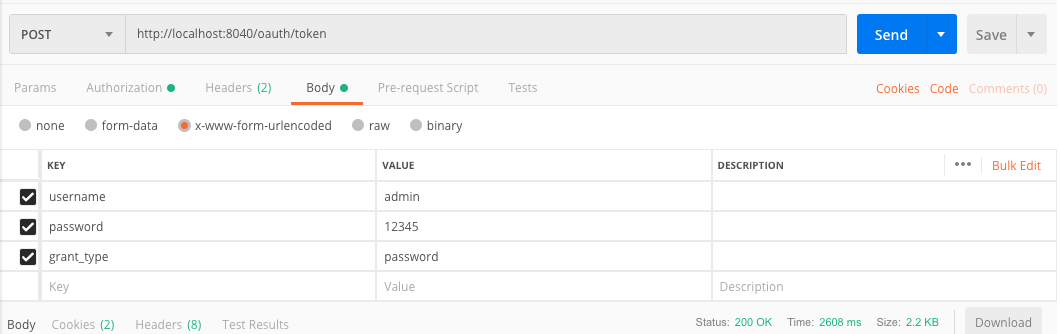 POST http://localhost:8040/oauth/token Send Save
Params Authorization Headers (2) Body Pre-request Script Tests Cookies Code Comments (0)
none form-data x-www-form-urlencoded raw binary
KEY VALUE DESCRIPTION ••• Bulk Edit
username admin
password 12345
grant_type password
Key Value Description
Body Cookies (2) Headers (8) Test Results Status: 200 OK Time: 2608 ms Size: 2.2 KB Download